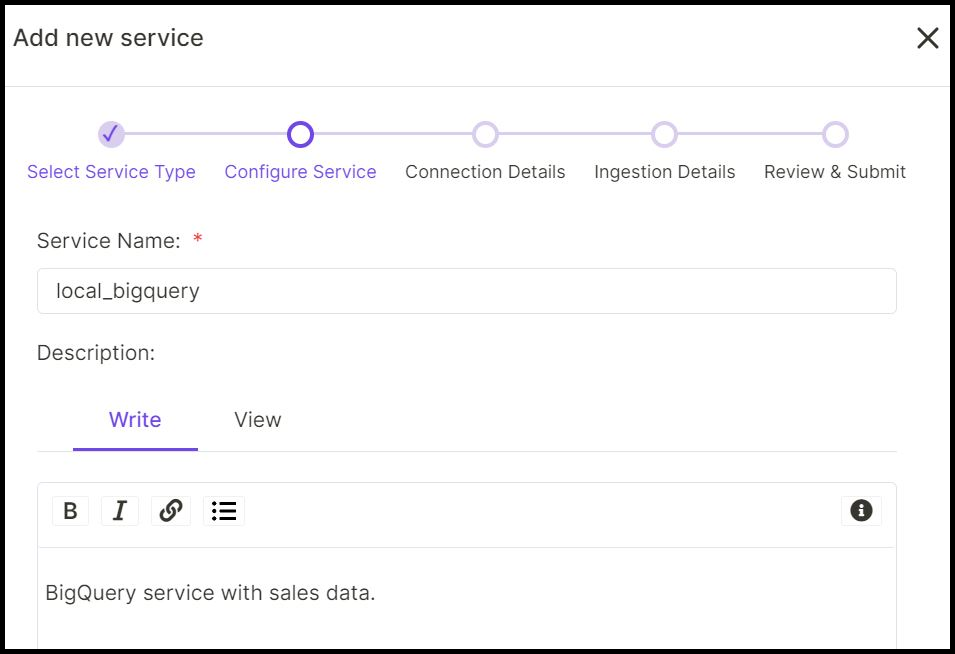 Add new service
Select Service Type
Configure Service
Connection Details
Ingestion Details
Review & Submit
Service Name: *
local_bigquery
Description:
Write
View
B I
BigQuery service with sales data.